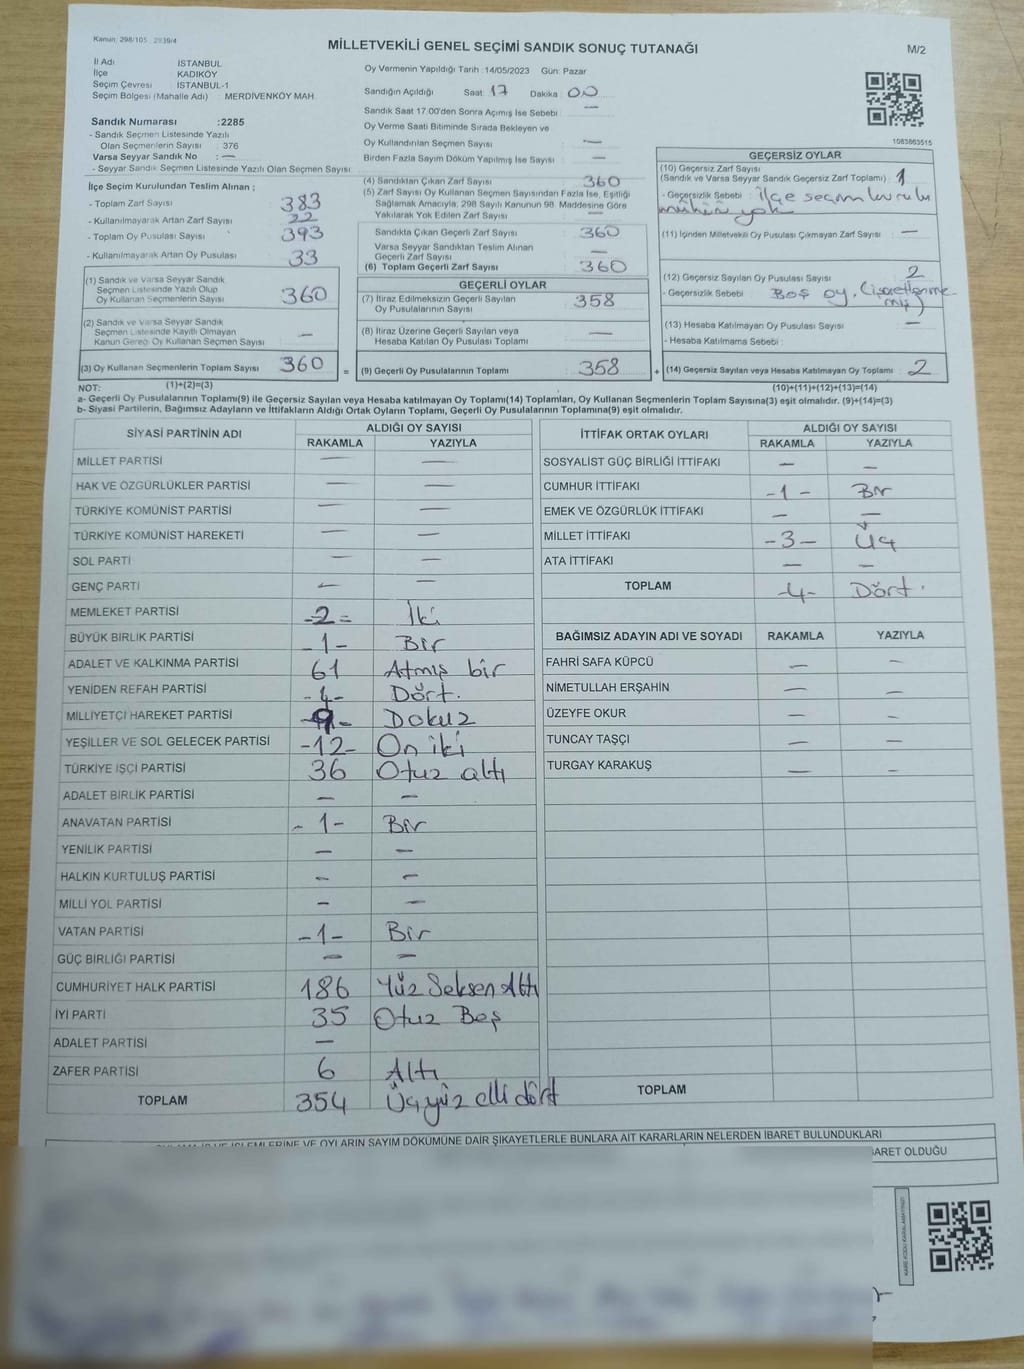 Kanun: 298/105 2939/4
MİLLETVEKİLİ GENEL SEÇİMİ SANDIK SONUÇ TUTANAĞI
M/2
İl Adı İSTANBUL
İlçe KADIKÖY
Seçim Çevresi İSTANBUL-1
Seçim Bölgesi (Mahalle Adı) : MERDİVENKÖY MAH.
Sandık Numarası :2285
- Sandık Seçmen Listesinde Yazılı
Olan Seçmenlerin Sayısı : 376
Varsa Seyyar Sandık No : —
- Seyyar Sandık Seçmen Listesinde Yazılı Olan Seçmen Sayısı:
İlçe Seçim Kurulundan Teslim Alınan ;
- Toplam Zarf Sayısı 383
- Kullanılmayarak Artan Zarf Sayısı 22
- Toplam Oy Pusulası Sayısı 393
- Kullanılmayarak Artan Oy Pusulası 33
(1) Sandık ve Varsa Seyyar Sandık
Seçmen Listesinde Yazılı Olup
Oy Kullanan Seçmenlerin Sayısı 360
(2) Sandık ve Varsa Seyyar Sandık
Seçmen Listesinde Kayıtlı Olmayan
Kanun Gereği Oy Kullanan Seçmen Sayısı —
(3) Oy Kullanan Seçmenlerin Toplam Sayısı 360 =
Oy Vermenin Yapıldığı Tarih :14/05/2023 Gün: Pazar
Sandığın Açıldığı Saat: 17 Dakika: 00
Sandık Saat 17.00'den Sonra Açımış İse Sebebi —
Oy Verme Saati Bitiminde Sırada Bekleyen ve
Oy Kullandırılan Seçmen Sayısı: —
Birden Fazla Sayım Döküm Yapılmış İse Sayısı —
(4) Sandıktan Çıkan Zarf Sayısı 360
(5) Zarf Sayısı Oy Kullanan Seçmen Sayısından Fazla İse, Eşitliği
Sağlamak Amacıyla, 298 Sayılı Kanunun 98. Maddesine Göre
Yakılarak Yok Edilen Zarf Sayısı —
Sandıkta Çıkan Geçerli Zarf Sayısı 360
Varsa Seyyar Sandıktan Teslim Alınan
Geçerli Zarf Sayısı —
(6) Toplam Geçerli Zarf Sayısı 360
GEÇERLİ OYLAR
(7) İtiraz Edilmeksizin Geçerli Sayılan
Oy Pusulalarının Sayısı 358
(8) İtiraz Üzerine Geçerli Sayılan veya
Hesaba Katılan Oy Pusulası Toplamı —
(9) Geçerli Oy Pusulalarının Toplamı 358 +
1083863515
GEÇERSİZ OYLAR
(10) Geçersiz Zarf Sayısı
(Sandık ve Varsa Seyyar Sandık Geçersiz Zarf Toplamı) : 1
- Geçersizlik Sebebi : ilçe seçim kurulu
mührü yok
(11) İçinden Milletvekili Oy Pusulası Çıkmayan Zarf Sayısı : —
(12) Geçersiz Sayılan Oy Pusulası Sayısı 2
- Geçersizlik Sebebi : Boş oy. (işaretlenme
miş)
(13) Hesaba Katılmayan Oy Pusulası Sayısı —
- Hesaba Katılmama Sebebi :
(14) Geçersiz Sayılan veya Hesaba Katılmayan Oy Toplamı : 2
NOT: (1)+(2)=(3) (10)+(11)+(12)+(13)=(14)
a- Geçerli Oy Pusulalarının Toplamı(9) ile Geçersiz Sayılan veya Hesaba katılmayan Oy Toplamı(14) Toplamları, Oy Kullanan Seçmenlerin Toplam Sayısına(3) eşit olmalıdır. (9)+(14)=(3)
b- Siyasi Partilerin, Bağımsız Adayların ve İttifakların Aldığı Ortak Oyların Toplamı, Geçerli Oy Pusulalarının Toplamına(9) eşit olmalıdır.
SİYASİ PARTİNİN ADI ALDIĞI OY SAYISI
RAKAMLA YAZIYLA
MİLLET PARTİSİ — —
HAK VE ÖZGÜRLÜKLER PARTİSİ — —
TÜRKİYE KOMÜNİST PARTİSİ — —
TÜRKİYE KOMÜNİST HAREKETİ — —
SOL PARTİ — —
GENÇ PARTİ — —
MEMLEKET PARTİSİ -2= İki
BÜYÜK BİRLİK PARTİSİ -1- Bir
ADALET VE KALKINMA PARTİSİ 61 Atmış bir
YENİDEN REFAH PARTİSİ -4- Dört.
MİLLİYETÇİ HAREKET PARTİSİ -9- Dokuz
YEŞİLLER VE SOL GELECEK PARTİSİ -12- On iki
TÜRKİYE İŞÇİ PARTİSİ 36 Otuz altı
ADALET BİRLİK PARTİSİ — —
ANAVATAN PARTİSİ -1- Bir
YENİLİK PARTİSİ — —
HALKIN KURTULUŞ PARTİSİ — —
MİLLİ YOL PARTİSİ — —
VATAN PARTİSİ -1- Bir
GÜÇ BİRLİĞİ PARTİSİ — —
CUMHURİYET HALK PARTİSİ 186 Yüz Seksen Altı
İYİ PARTİ 35 Otuz Beş
ADALET PARTİSİ —
ZAFER PARTİSİ 6 Altı
TOPLAM 354 Üçyüz elli dört
İTTİFAK ORTAK OYLARI ALDIĞI OY SAYISI
RAKAMLA YAZIYLA
SOSYALİST GÜÇ BİRLİĞİ İTTİFAKI — —
CUMHUR İTTİFAKI -1- Bir
EMEK VE ÖZGÜRLÜK İTTİFAKI — —
MİLLET İTTİFAKI -3- Üç
ATA İTTİFAKI — —
TOPLAM -4- Dört.
BAĞIMSIZ ADAYIN ADI VE SOYADI RAKAMLA YAZIYLA
FAHRİ SAFA KÜPCÜ — —
NİMETULLAH ERŞAHİN — —
ÜZEYFE OKUR — —
TUNCAY TAŞÇI — —
TURGAY KARAKUŞ — —
TOPLAM
OYLARIN SAYIM DÖKÜMÜNE DAİR ŞİKAYETLERLE BUNLARA AİT KARARLARIN NELERDEN İBARET BULUNDUKLARI
BARET OLDUĞU